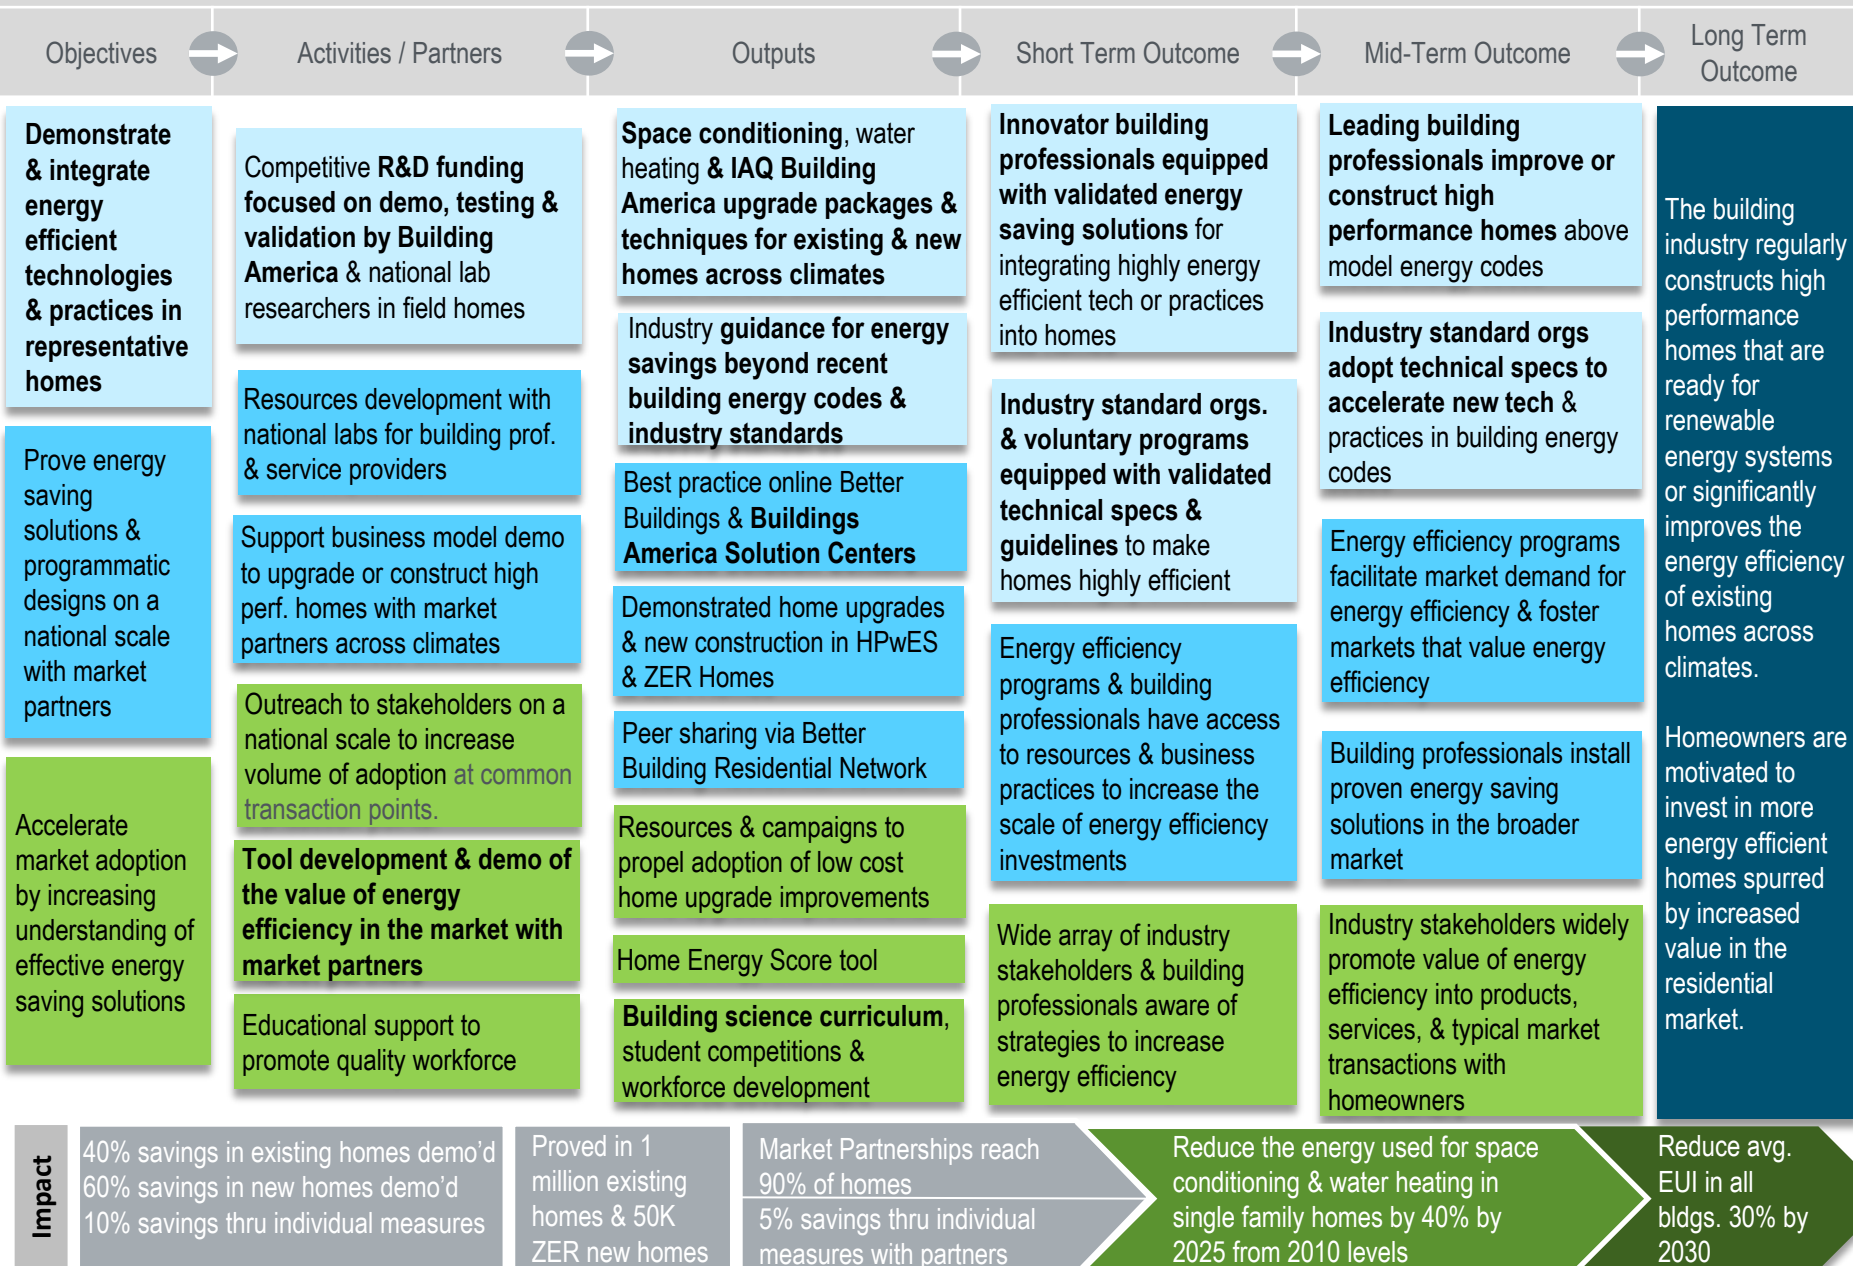 Objectives
Activities / Partners
Outputs
Short Term Outcome
Mid-Term Outcome
Long Term
Outcome
Demonstrate
& integrate
energy
efficient
technologies
& practices in
representative
homes
Prove energy
saving
solutions &
programmatic
designs on a
national scale
with market
partners
Accelerate
market adoption
by increasing
understanding of
effective energy
saving solutions
Competitive R&D funding
focused on demo, testing &
validation by Building
America & national lab
researchers in field homes
Resources development with
national labs for building prof.
& service providers
Support business model demo
to upgrade or construct high
perf. homes with market
partners across climates
Outreach to stakeholders on a
national scale to increase
volume of adoption at common
transaction points.
Tool development & demo of
the value of energy
efficiency in the market with
market partners
Educational support to
promote quality workforce
Space conditioning, water
heating & IAQ Building
America upgrade packages &
techniques for existing & new
homes across climates
Industry guidance for energy
savings beyond recent
building energy codes &
industry standards
Best practice online Better
Buildings & Buildings
America Solution Centers
Demonstrated home upgrades
& new construction in HPwES
& ZER Homes
Peer sharing via Better
Building Residential Network
Resources & campaigns to
propel adoption of low cost
home upgrade improvements
Home Energy Score tool
Building science curriculum,
student competitions &
workforce development
Innovator building
professionals equipped
with validated energy
saving solutions for
integrating highly energy
efficient tech or practices
into homes
Industry standard orgs.
& voluntary programs
equipped with validated
technical specs &
guidelines to make
homes highly efficient
Energy efficiency
programs & building
professionals have access
to resources & business
practices to increase the
scale of energy efficiency
investments
Wide array of industry
stakeholders & building
professionals aware of
strategies to increase
energy efficiency
Leading building
professionals improve or
construct high
performance homes above
model energy codes
Industry standard orgs
adopt technical specs to
accelerate new tech &
practices in building energy
codes
Energy efficiency programs
facilitate market demand for
energy efficiency & foster
markets that value energy
efficiency
Building professionals install
proven energy saving
solutions in the broader
market
Industry stakeholders widely
promote value of energy
efficiency into products,
services, & typical market
transactions with
homeowners
The building
industry regularly
constructs high
performance
homes that are
ready for
renewable
energy systems
or significantly
improves the
energy efficiency
of existing
homes across
climates.
Homeowners are
motivated to
invest in more
energy efficient
homes spurred
by increased
value in the
residential
market.
Impact
40% savings in existing homes demo'd
60% savings in new homes demo'd
10% savings thru individual measures
Proved in 1
million existing
homes & 50K
ZER new homes
Market Partnerships reach
90% of homes
5% savings thru individual
measures with partners
Reduce the energy used for space
conditioning & water heating in
single family homes by 40% by
2025 from 2010 levels
Reduce avg.
EUI in all
bldgs. 30% by
2030